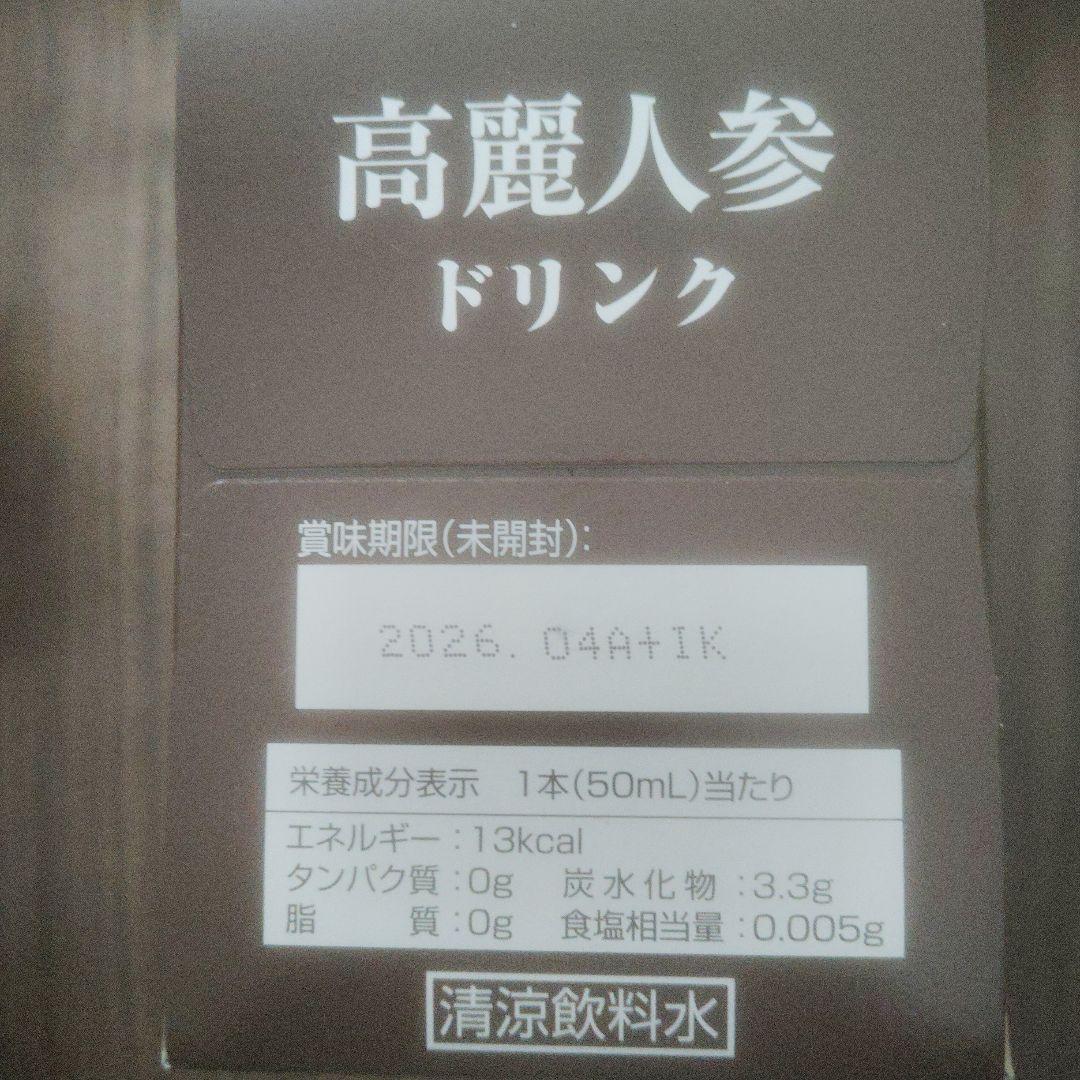 高麗人参
ドリンク
賞味期限(未開封):
2026. 04A+IK
栄養成分表示 1本(50mL)当たり
エネルギー:13kcal
タンパク質:0g 炭水化物:3.3g
脂質:0g 食塩相当量:0.005g
清涼飲料水